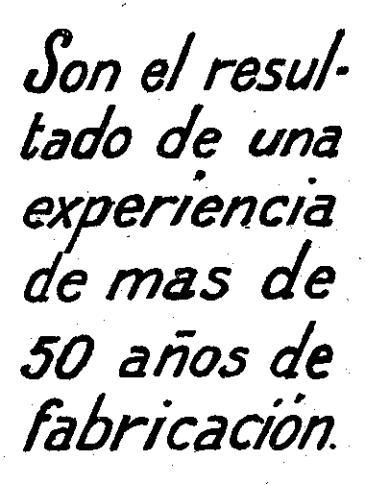 Son el resul-
tado de una
experiencia
de mas de
50 años de
fabricación.